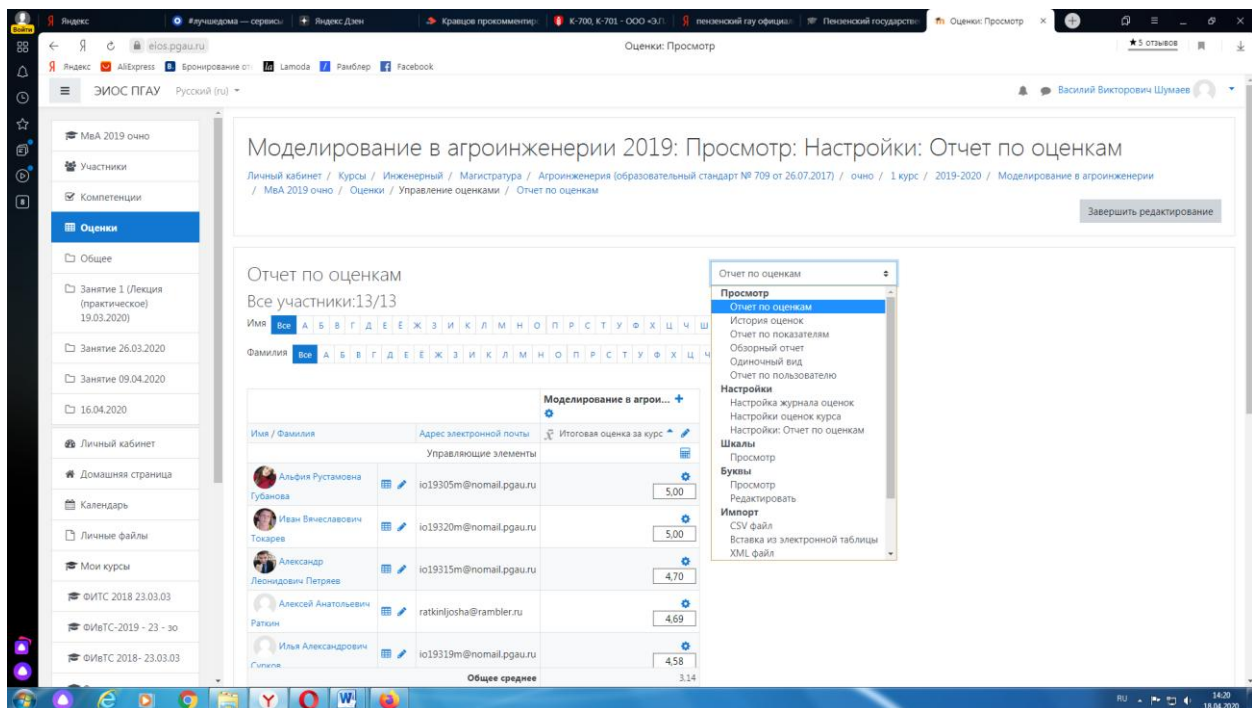 Яндекс
#лучшедома — сервисы
Яндекс Дзен
Кравцов прокомментир
К-700, К-701 - ООО «ЭЛ
пензенский гау официал
Пензенский государстве
Оценки: Просмотр
Войти
eios.pgau.ru
Оценки: Просмотр
★5 отзывов
Яндекс
AliExpress
Бронирование от
Lamoda
Рамблер
Facebook
ЭИОС ПГАУ
Русский (ru)
Василий Викторович Шумаев
МвА 2019 очно
Участники
Компетенции
Оценки
Общее
Занятие 1 (Лекция
(практическое)
19.03.2020)
Занятие 26.03.2020
Занятие 09.04.2020
16.04.2020
Личный кабинет
Домашняя страница
Календарь
Личные файлы
Мои курсы
ФИТС 2018 23.03.03
ФИвТС-2019 - 23 - зо
ФИвТС 2018- 23.03.03
Моделирование в агроинженерии 2019: Просмотр: Настройки: Отчет по оценкам
Личный кабинет / Курсы / Инженерный / Магистратура / Агроинженерия (образовательный стандарт № 709 от 26.07.2017) / очно / 1 курс / 2019-2020 / Моделирование в агроинженерии
/ МвА 2019 очно / Оценки / Управление оценками / Отчет по оценкам
Завершить редактирование
Отчет по оценкам
Все участники:13/13
Имя Все А Б В Г Д Е Ё Ж З И К Л М Н О П Р С Т У Ф Х Ц Ч Ш
Фамилия Все А Б В Г Д Е Ё Ж З И К Л М Н О П Р С Т У Ф Х Ц Ч
Моделирование в агрои...
Имя / Фамилия
Адрес электронной почты
Итоговая оценка за курс
Управляющие элементы
Альфия Рустамовна
Губанова
io19305m@nomail.pgau.ru
5,00
Иван Вячеславович
Токарев
io19320m@nomail.pgau.ru
5,00
Александр
Леонидович Петряев
io19315m@nomail.pgau.ru
4,70
Алексей Анатольевич
Раткин
ratkinljosha@rambler.ru
4,69
Илья Александрович
Сурков
io19319m@nomail.pgau.ru
4,58
Общее среднее
3,14
Отчет по оценкам
Просмотр
Отчет по оценкам
История оценок
Отчет по показателям
Обзорный отчет
Одиночный вид
Отчет по пользователю
Настройки
Настройка журнала оценок
Настройки оценок курса
Настройки: Отчет по оценкам
Шкалы
Просмотр
Буквы
Просмотр
Редактировать
Импорт
CSV файл
Вставка из электронной таблицы
XML файл
RU
14:20
18.04.2020